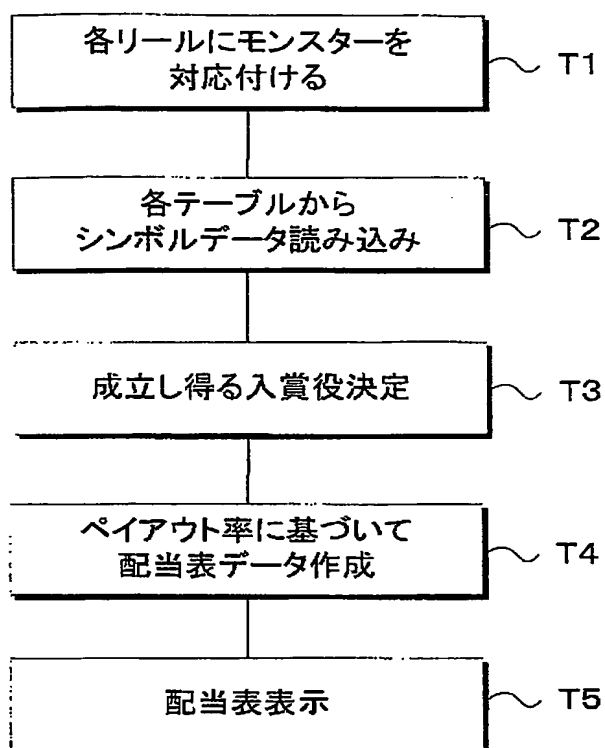 各リールにモンスターを
対応付ける
T1
各テーブルから
シンボルデータ読み込み
T2
成立し得る入賞役決定
T3
ペイアウト率に基づいて
配当表データ作成
T4
配当表表示
T5